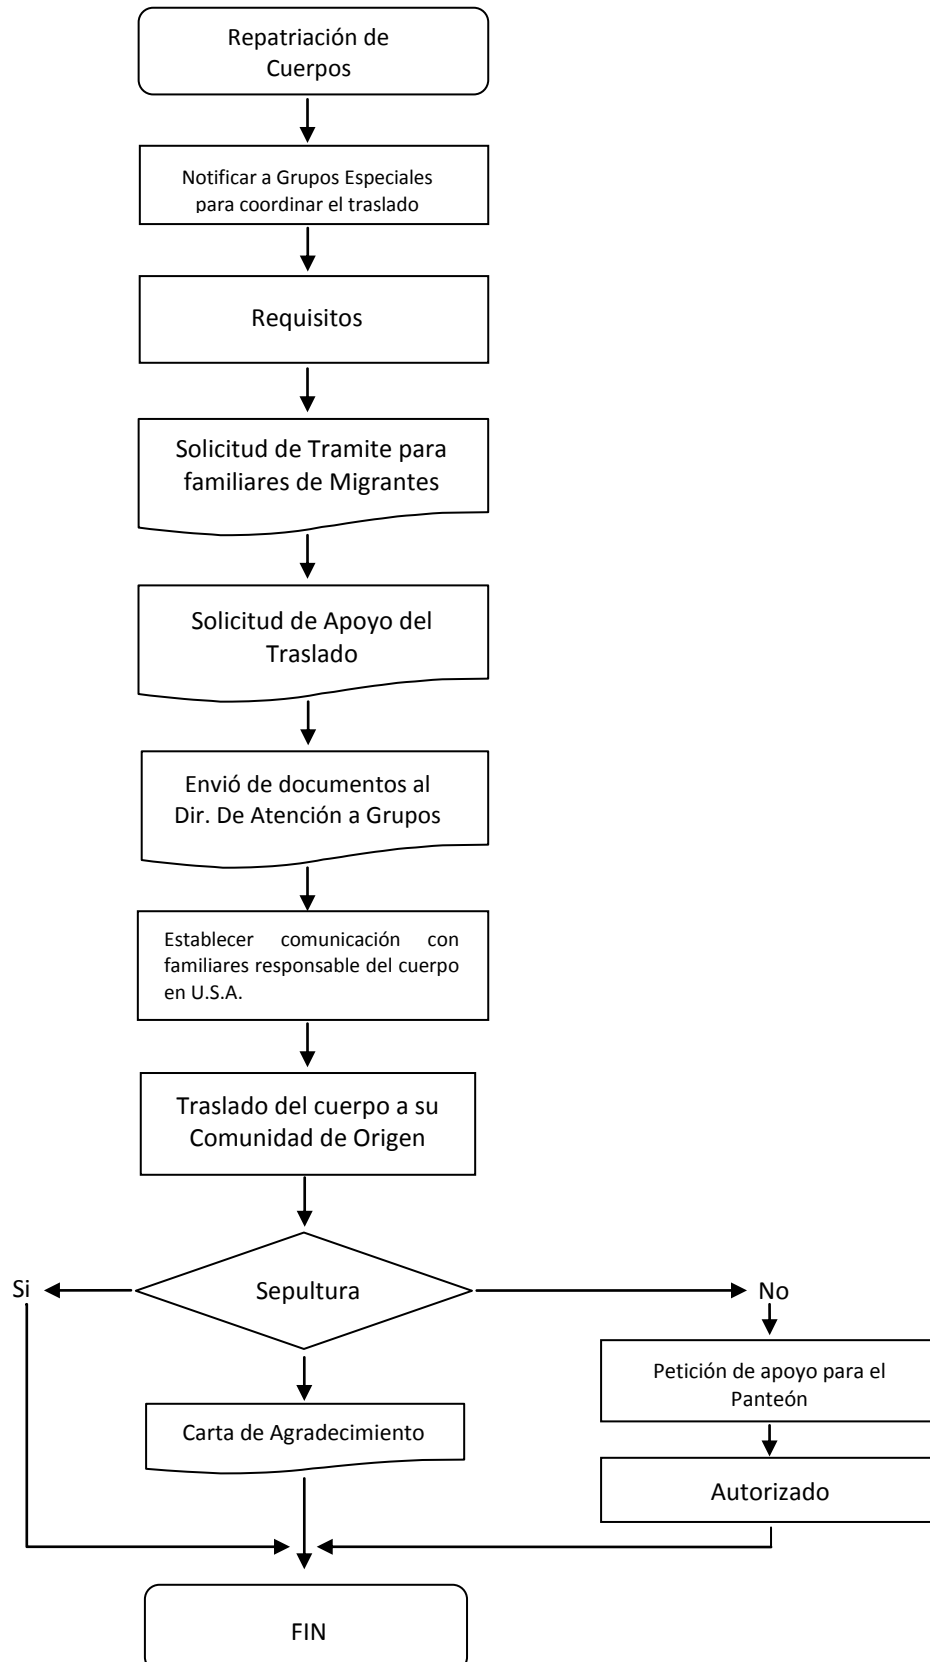 Repatriación de
Cuerpos
Notificar a Grupos Especiales
para coordinar el traslado
Requisitos
Solicitud de Tramite para
familiares de Migrantes
Solicitud de Apoyo del
Traslado
Envió de documentos al
Dir. De Atención a Grupos
Establecer comunicación con
familiares responsable del cuerpo
en U.S.A.
Traslado del cuerpo a su
Comunidad de Origen
Si
Sepultura
No
Petición de apoyo para el
Panteón
Carta de Agradecimiento
Autorizado
FIN